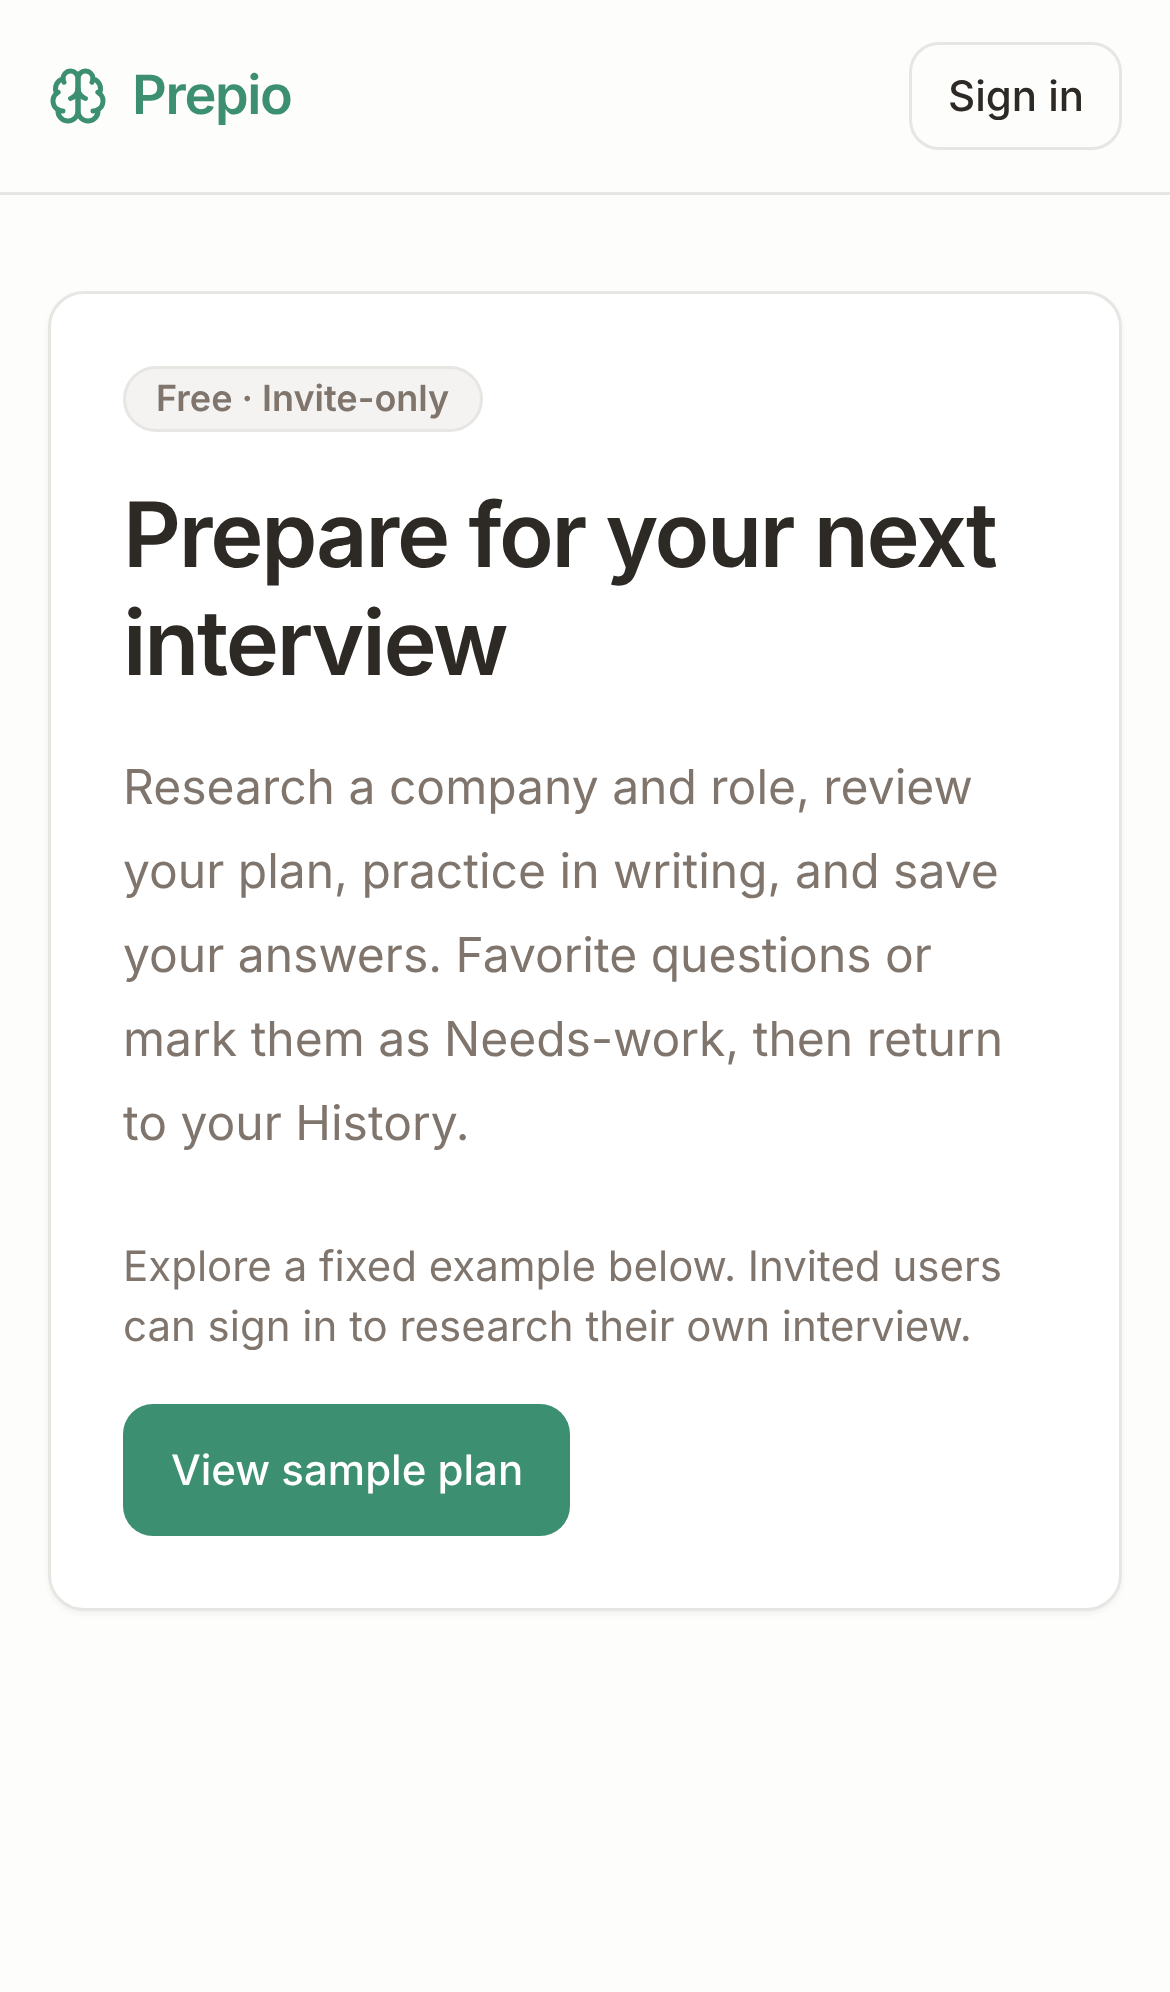 Prepio
Sign in
Free · Invite-only
Prepare for your next
interview
Research a company and role, review
your plan, practice in writing, and save
your answers. Favorite questions or
mark them as Needs-work, then return
to your History.
Explore a fixed example below. Invited users
can sign in to research their own interview.
View sample plan